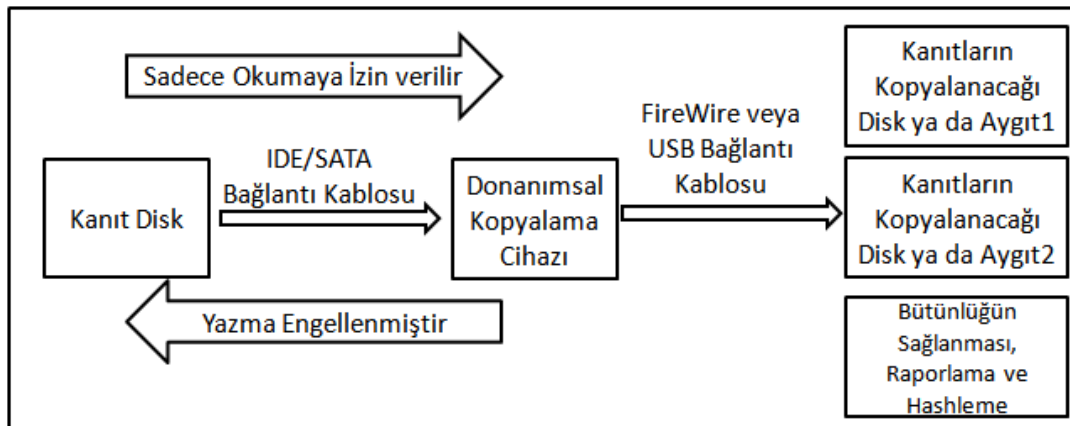 Sadece Okumaya İzin verilir
Kanıt Disk
IDE/SATA
Bağlantı Kablosu
Yazma Engellenmiştir
Donanımsal
Kopyalama
Cihazı
FireWire veya
USB Bağlantı
Kablosu
Kanıtların
Kopyalanacağı
Disk ya da Aygıt1
Kanıtların
Kopyalanacağı
Disk ya da Aygıt2
Bütünlüğün
Sağlanması,
Raporlama ve
Hashleme